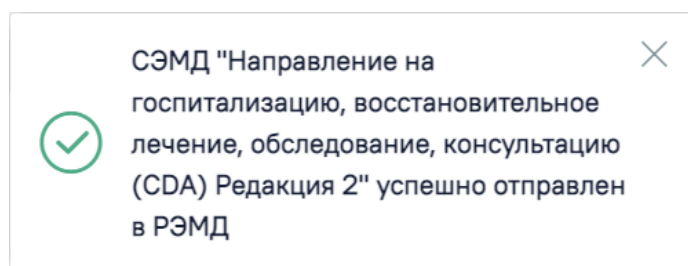 СЭМД "Направление на
госпитализацию, восстановительное
лечение, обследование, консультацию
(CDA) Редакция 2" успешно отправлен
в РЭМД